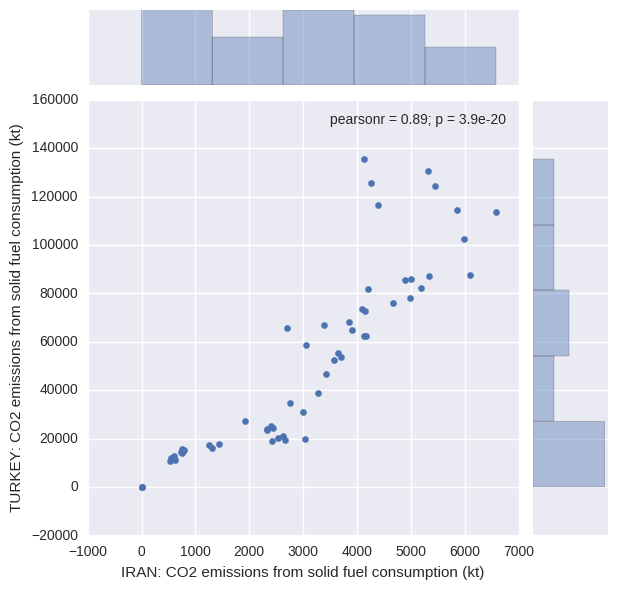 pearsonr = 0.89; p = 3.9e-20
TURKEY: CO2 emissions from solid fuel consumption (kt)
160000
140000
120000
100000
80000
60000
40000
20000
0
−20000
−1000 0 1000 2000 3000 4000 5000 6000 7000
IRAN: CO2 emissions from solid fuel consumption (kt)